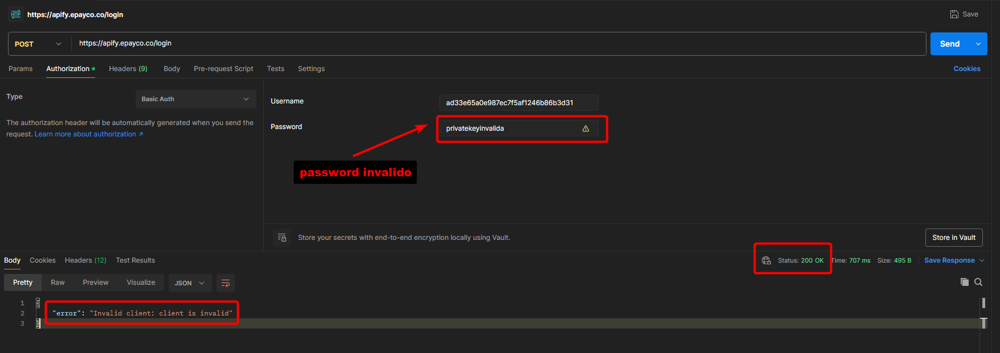 HTTP https://apify.epayco.co/login Save
POST https://apify.epayco.co/login Send
Params Authorization Headers (9) Body Pre-request Script Tests Settings Cookies
Type Basic Auth
The authorization header will be automatically generated when you send the
request. Learn more about authorization ↗
Username ad33e65a0e987ec7f5af1246b86b3d31
Password privatekeyinvalida
password invalido
Store your secrets with end-to-end encryption locally using Vault. Store in Vault
Body Cookies Headers (12) Test Results Status: 200 OK Time: 707 ms Size: 495 B Save Response
Pretty Raw Preview Visualize JSON
1 {
2 "error": "Invalid client: client is invalid"
3 }